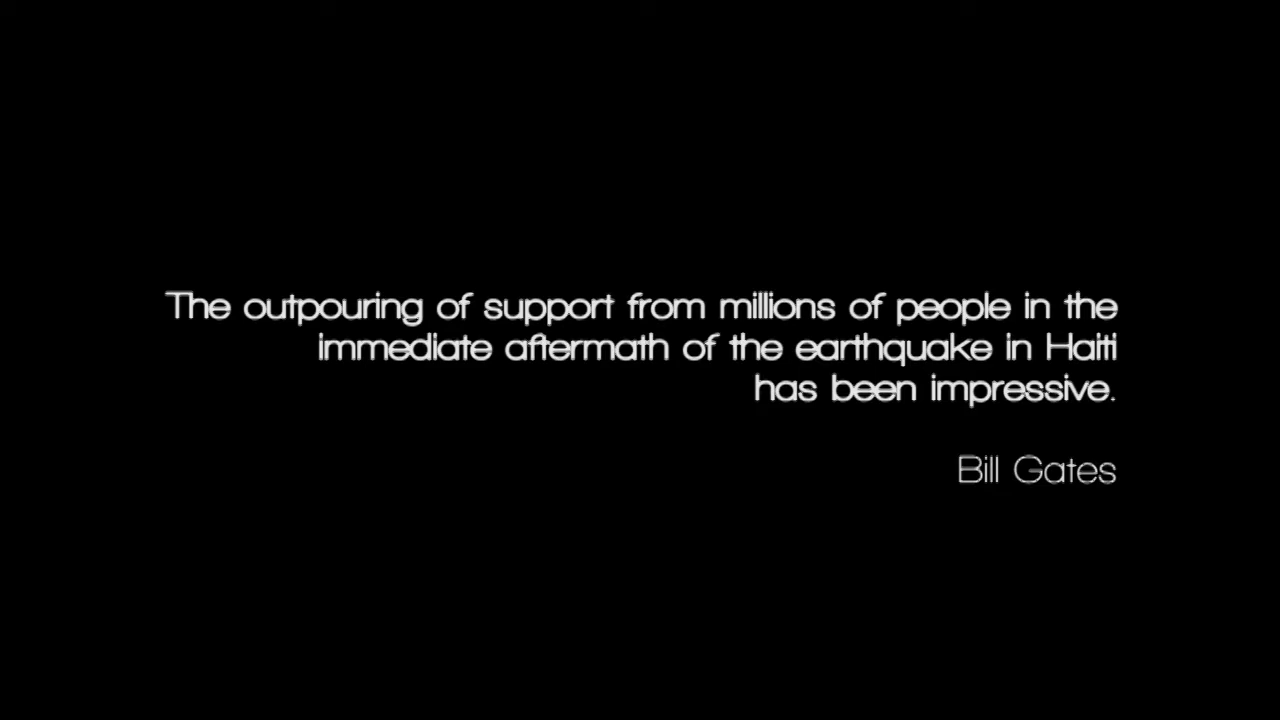 The outpouring of support from millions of people in the
immediate aftermath of the earthquake in Haiti
has been impressive.
Bill Gates